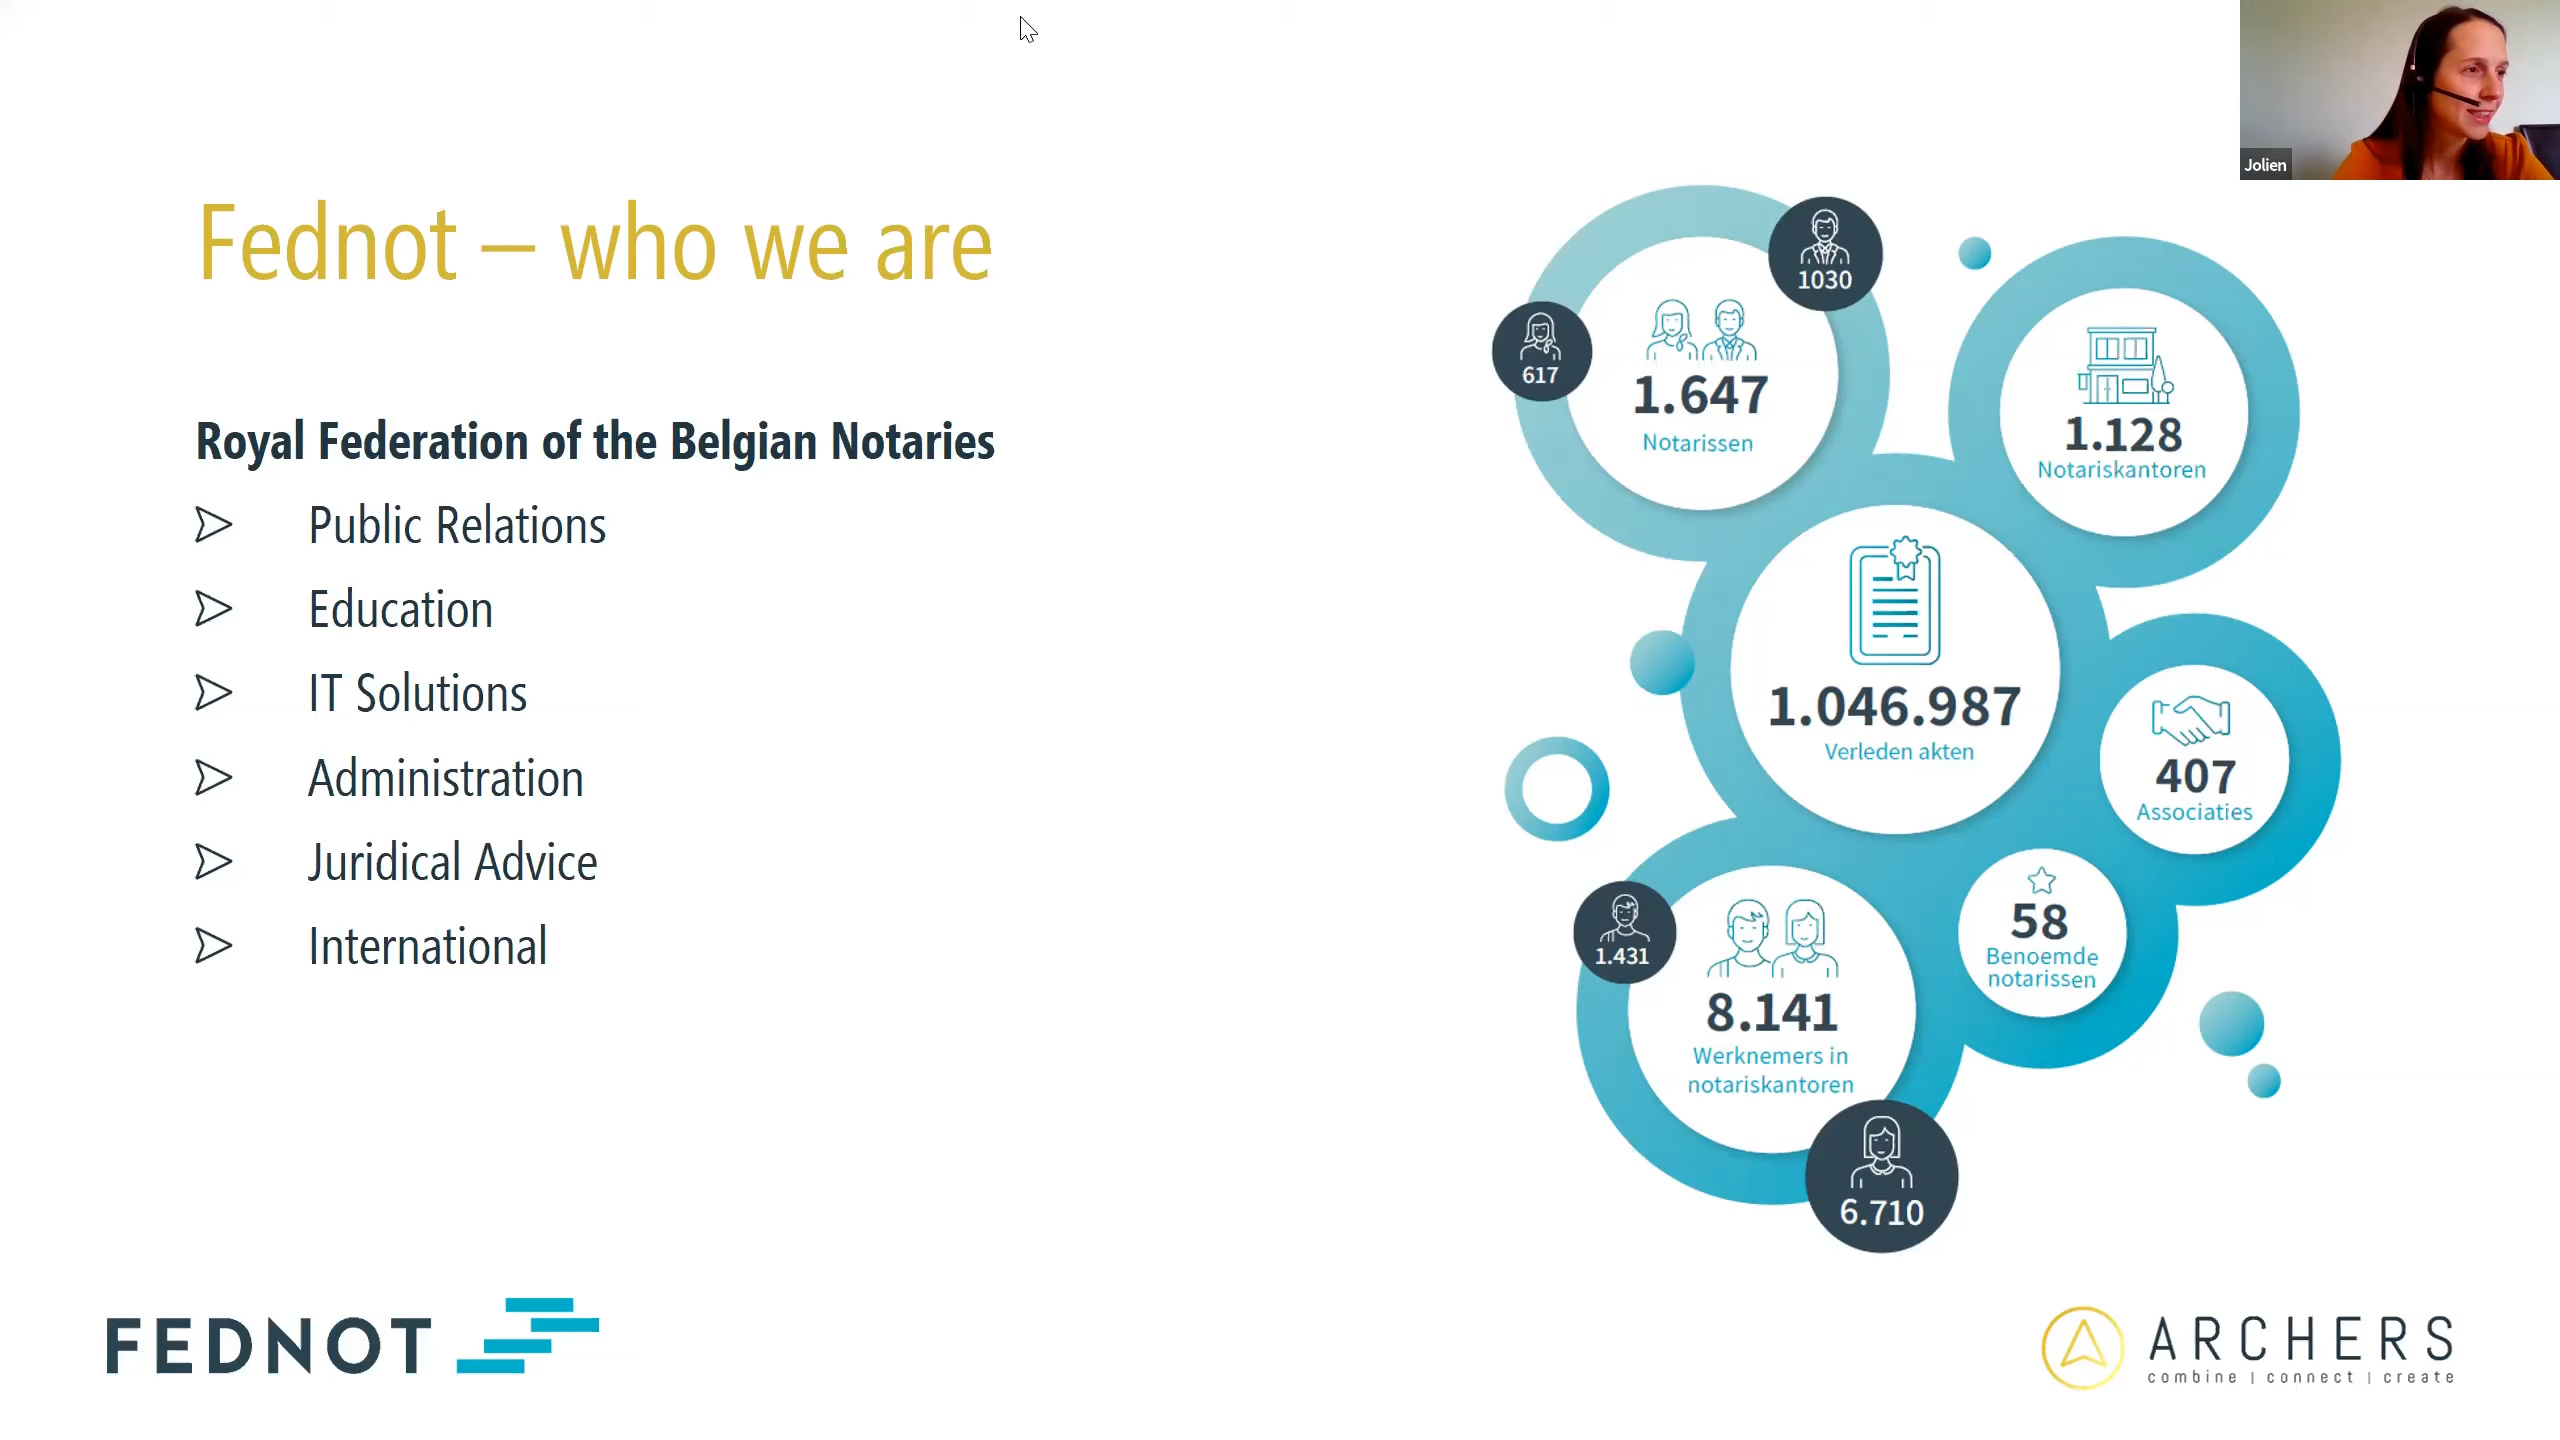 Jolien
Fednot – who we are
Royal Federation of the Belgian Notaries
Public Relations
Education
IT Solutions
Administration
Juridical Advice
International
1030
617
1.647
Notarissen
1.128
Notariskantoren
1.046.987
Verleden akten
407
Associaties
58
Benoemde
notarissen
1.431
8.141
Werknemers in
notariskantoren
6.710
FEDNOT
ARCHERS
combine | connect | create